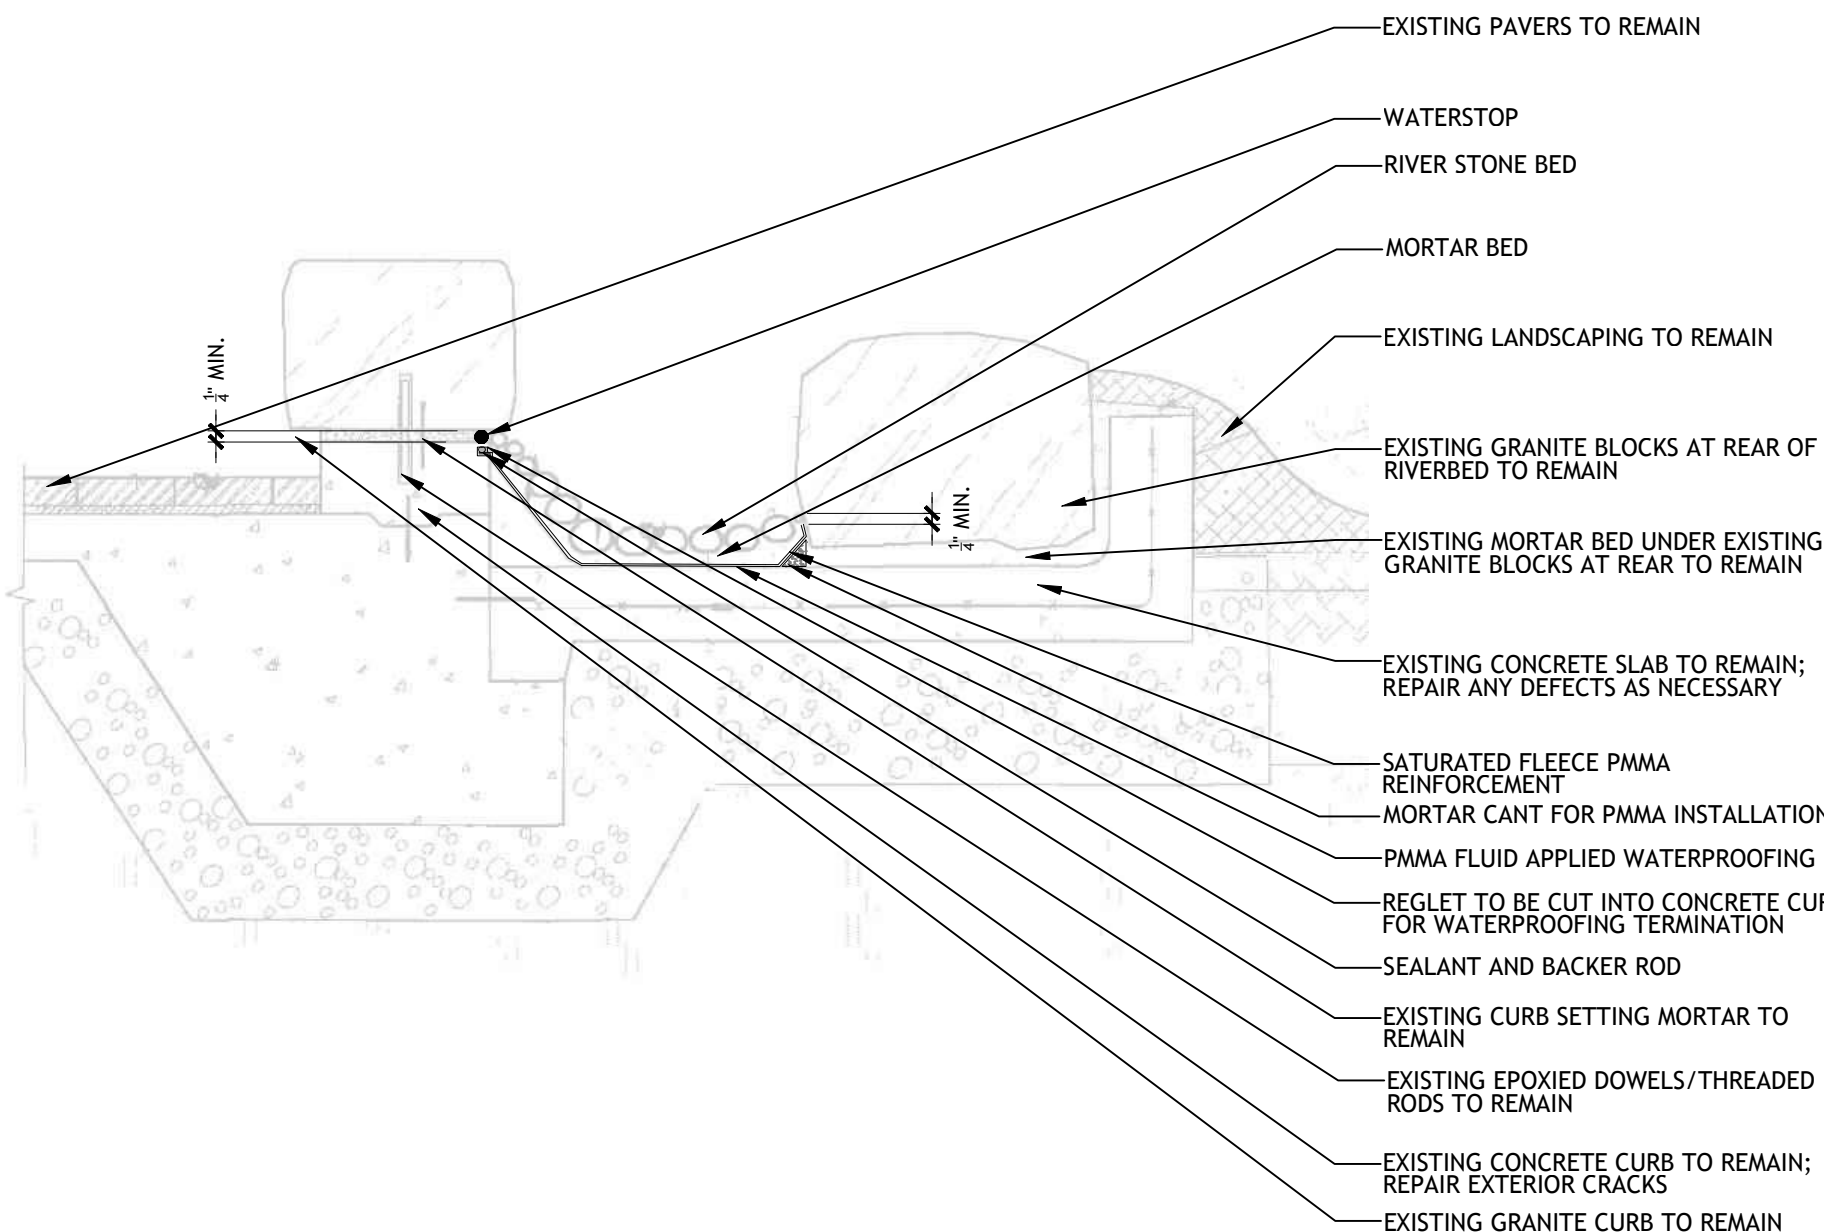 EXISTING PAVERS TO REMAIN
WATERSTOP
RIVER STONE BED
MORTAR BED
EXISTING LANDSCAPING TO REMAIN
1/4" MIN.
EXISTING GRANITE BLOCKS AT REAR OF
RIVERBED TO REMAIN
1/4" MIN.
EXISTING MORTAR BED UNDER EXISTING
GRANITE BLOCKS AT REAR TO REMAIN
EXISTING CONCRETE SLAB TO REMAIN;
REPAIR ANY DEFECTS AS NECESSARY
SATURATED FLEECE PMMA
REINFORCEMENT
MORTAR CANT FOR PMMA INSTALLATION
PMMA FLUID APPLIED WATERPROOFING
REGLET TO BE CUT INTO CONCRETE CUR
FOR WATERPROOFING TERMINATION
SEALANT AND BACKER ROD
EXISTING CURB SETTING MORTAR TO
REMAIN
EXISTING EPOXIED DOWELS/THREADED
RODS TO REMAIN
EXISTING CONCRETE CURB TO REMAIN;
REPAIR EXTERIOR CRACKS
EXISTING GRANITE CURB TO REMAIN